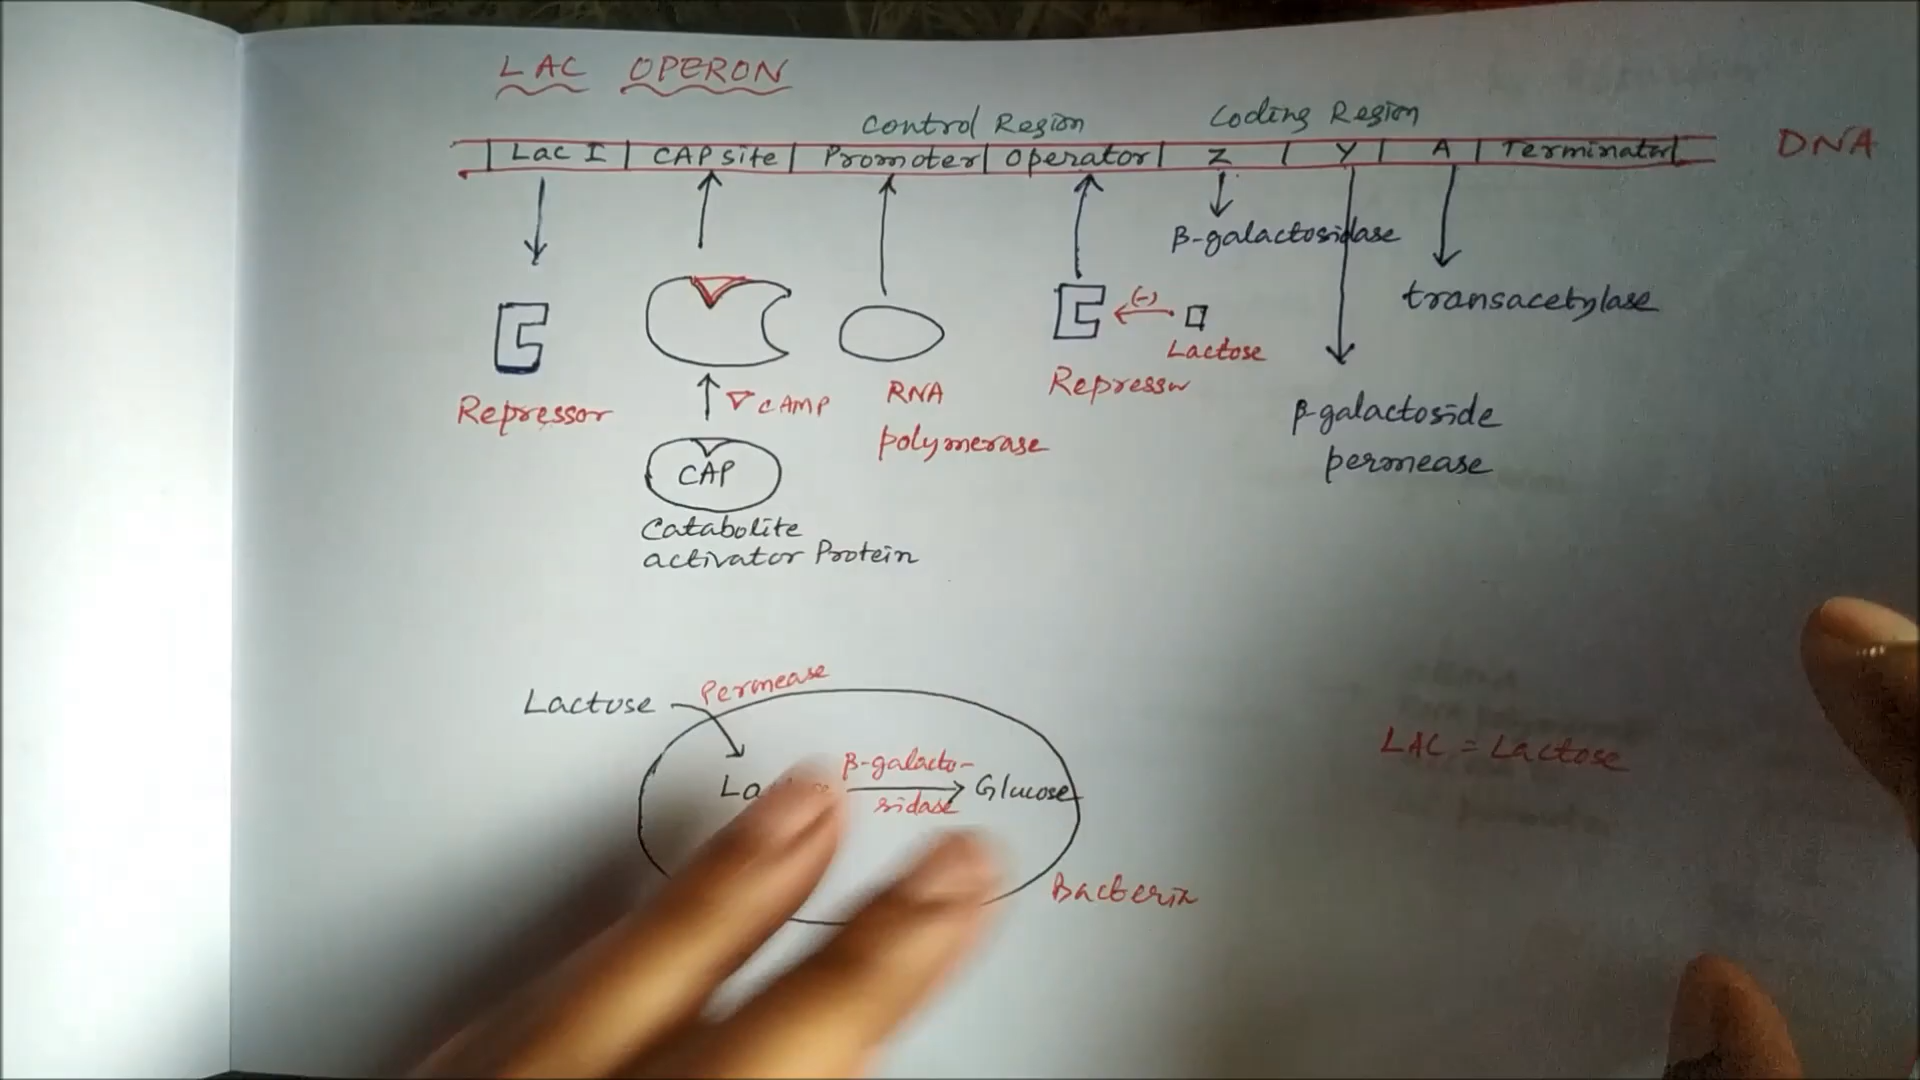 LAC OPERON
Control Region
Coding Region
Lac I CAP site Promoter Operator Z Y A Terminator
DNA
β-galactosidase
transacetylase
Lactose
Repressor
Repressor
cAMP
RNA
polymerase
β-galactoside
permease
CAP
Catabolite
activator Protein
Lactose
Permease
β-galacto-
sidase
Glucose
Bacteria
LAC = Lactose